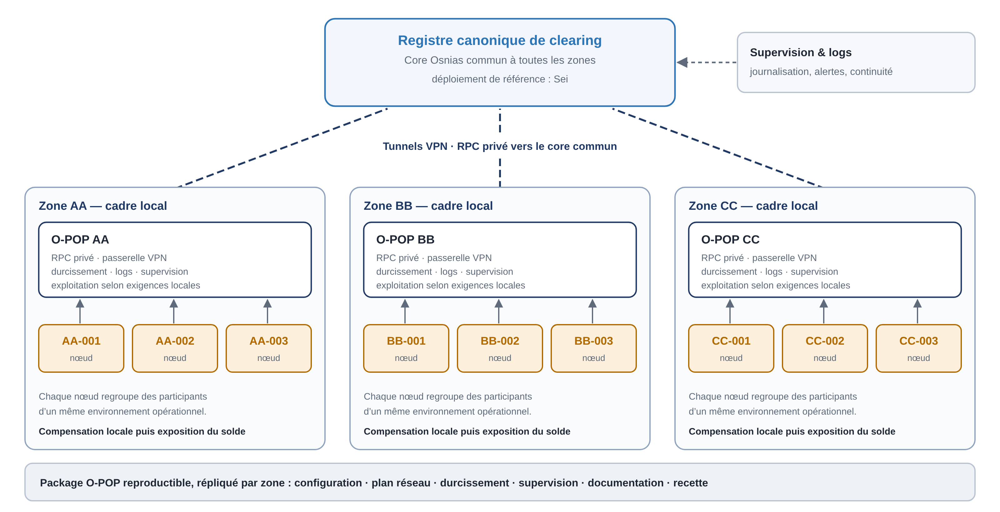 Registre canonique de clearing
Core Osnias commun à toutes les zones
déploiement de référence : Sei
Supervision & logs
journalisation, alertes, continuité
Tunnels VPN · RPC privé vers le core commun
Zone AA — cadre local
O-POP AA
RPC privé · passerelle VPN
durcissement · logs · supervision
exploitation selon exigences locales
AA-001
nœud
AA-002
nœud
AA-003
nœud
Chaque nœud regroupe des participants
d’un même environnement opérationnel.
Compensation locale puis exposition du solde
Zone BB — cadre local
O-POP BB
RPC privé · passerelle VPN
durcissement · logs · supervision
exploitation selon exigences locales
BB-001
nœud
BB-002
nœud
BB-003
nœud
Chaque nœud regroupe des participants
d’un même environnement opérationnel.
Compensation locale puis exposition du solde
Zone CC — cadre local
O-POP CC
RPC privé · passerelle VPN
durcissement · logs · supervision
exploitation selon exigences locales
CC-001
nœud
CC-002
nœud
CC-003
nœud
Chaque nœud regroupe des participants
d’un même environnement opérationnel.
Compensation locale puis exposition du solde
Package O-POP reproductible, répliqué par zone : configuration · plan réseau · durcissement · supervision · documentation · recette